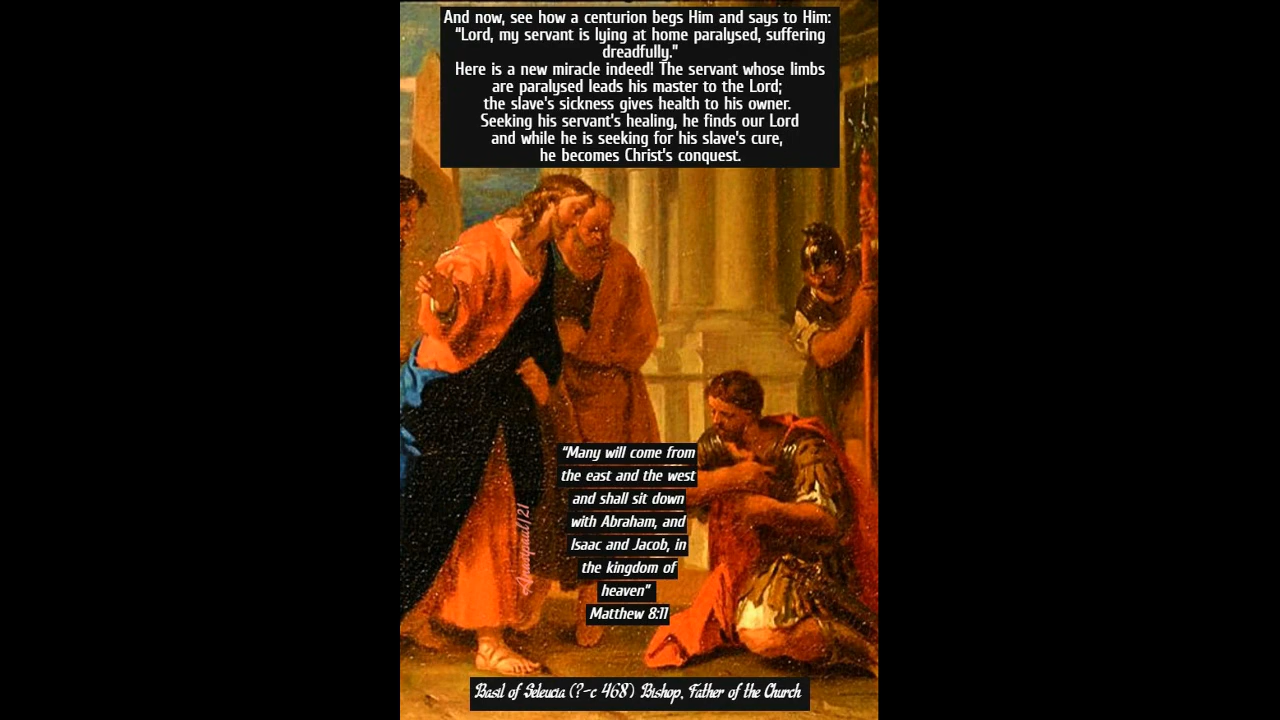 And now, see how a centurion begs Him and says to Him:
“Lord, my servant is lying at home paralysed, suffering
dreadfully.”
Here is a new miracle indeed! The servant whose limbs
are paralysed leads his master to the Lord;
the slave's sickness gives health to his owner.
Seeking his servant's healing, he finds our Lord
and while he is seeking for his slave's cure,
he becomes Christ's conquest.
“Many will come from
the east and the west
and shall sit down
with Abraham, and
Isaac and Jacob, in
the kingdom of
heaven”
Matthew 8:11
Anaspaul/21
Basil of Seleucia (?-c 468) Bishop, Father of the Church